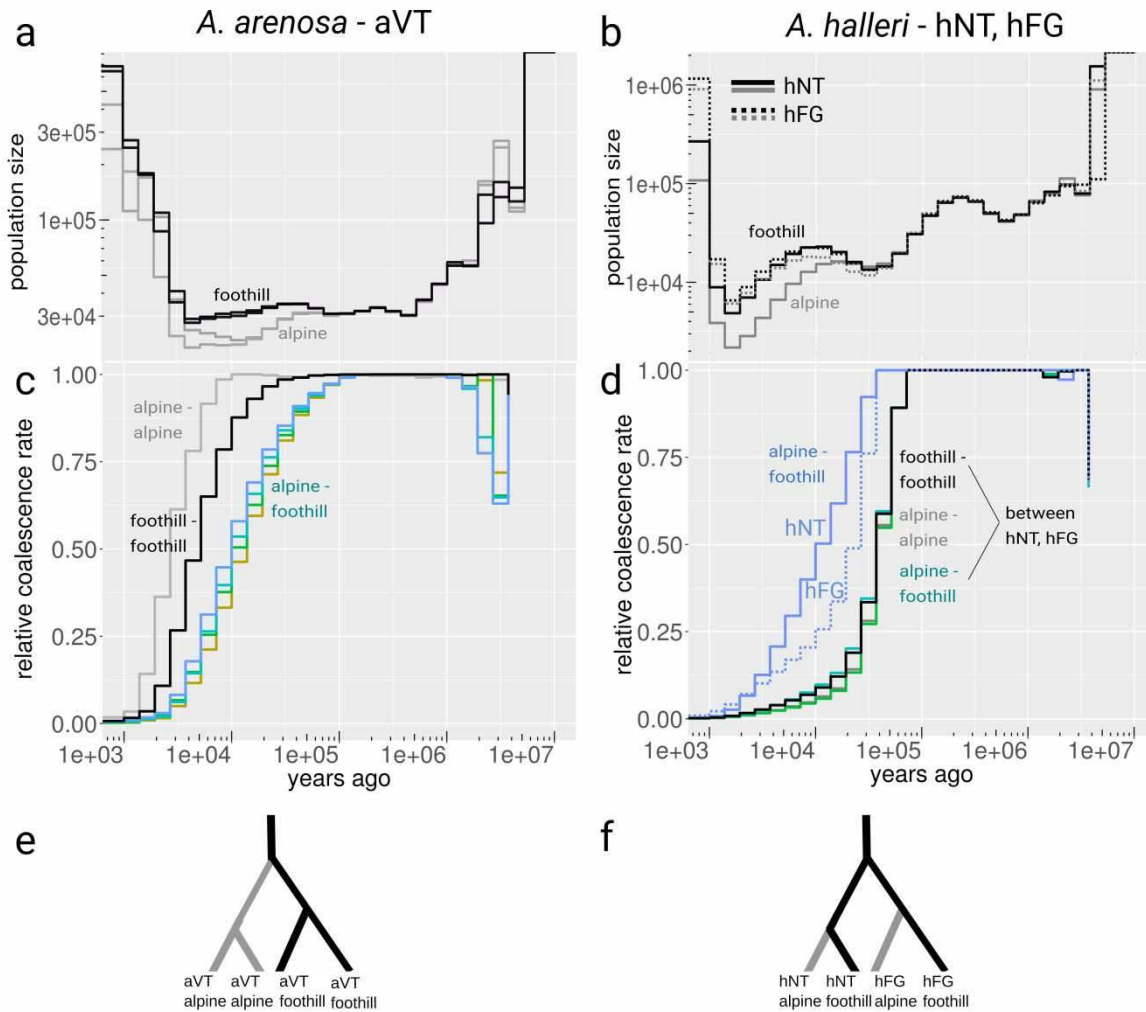 a
A. arenosa - aVT
population size
3e+05
1e+05
3e+04
foothill
alpine
b
A. halleri - hNT, hFG
hNT
hFG
population size
1e+06
1e+05
1e+04
foothill
alpine
c
relative coalescence rate
1.00
0.75
0.50
0.25
0.00
alpine -
alpine
foothill -
foothill
alpine -
foothill
1e+03
1e+04
1e+05
1e+06
1e+07
years ago
d
relative coalescence rate
1.00
0.75
0.50
0.25
0.00
alpine -
foothill
hNT
hFG
foothill -
foothill
alpine -
alpine
alpine -
foothill
between
hNT, hFG
1e+03
1e+04
1e+05
1e+06
1e+07
years ago
e
aVT
alpine
aVT
alpine
aVT
foothill
aVT
foothill
f
hNT
alpine
hNT
foothill
hFG
alpine
hFG
foothill